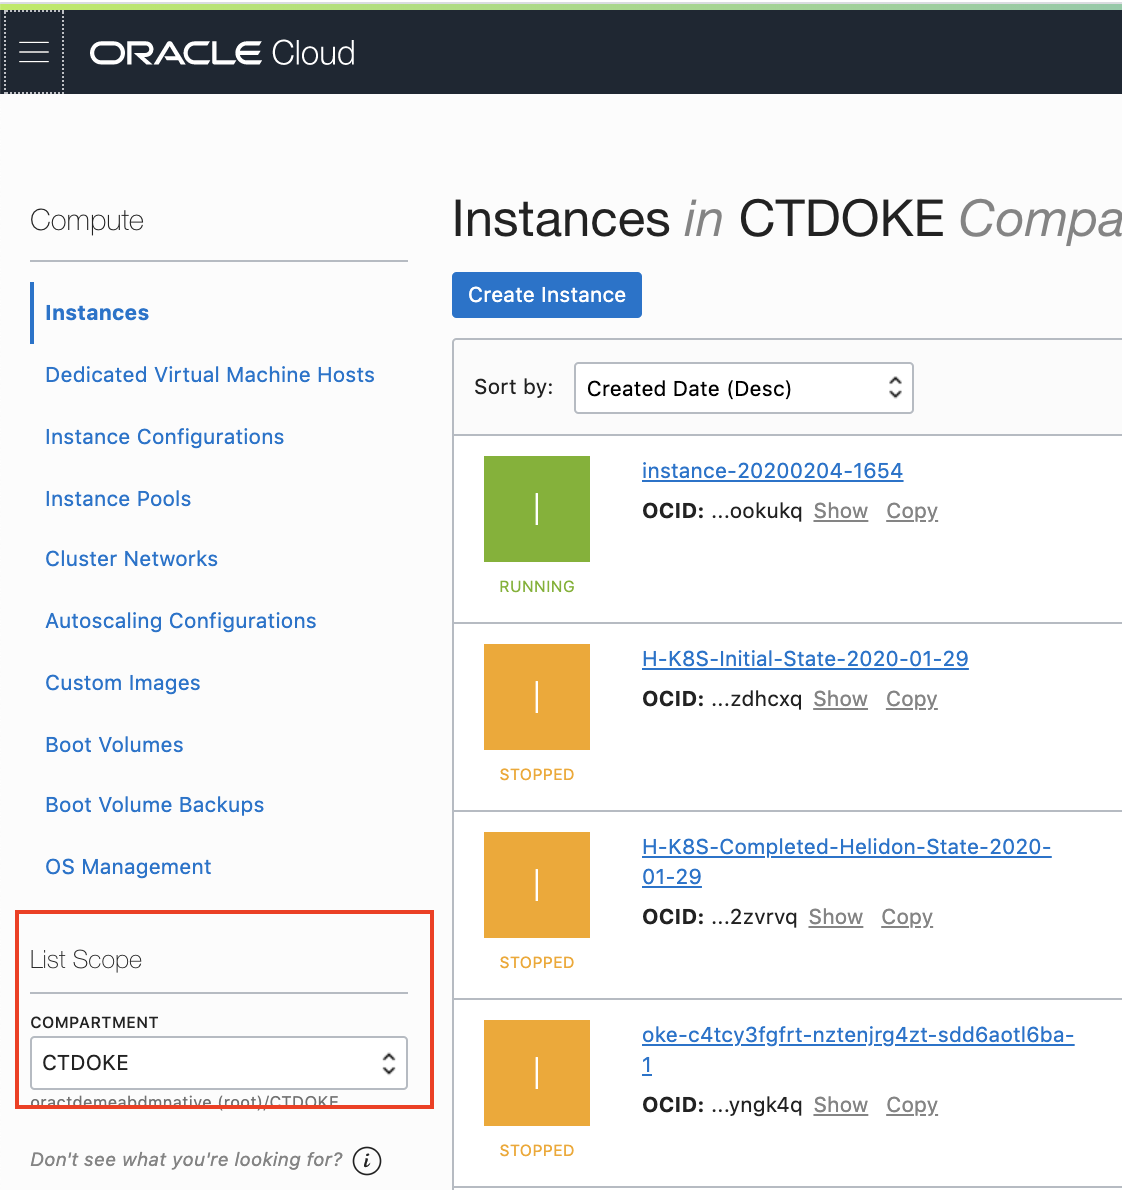 ORACLE Cloud
Compute
Instances
Dedicated Virtual Machine Hosts
Instance Configurations
Instance Pools
Cluster Networks
Autoscaling Configurations
Custom Images
Boot Volumes
Boot Volume Backups
OS Management
List Scope
COMPARTMENT
CTDOKE
oractdemeabdmnative (root)/CTDOKE
Don't see what you're looking for? i
Instances in CTDOKE Compa
Create Instance
Sort by: Created Date (Desc)
I
RUNNING
instance-20200204-1654
OCID: ...ookukq Show Copy
I
STOPPED
H-K8S-Initial-State-2020-01-29
OCID: ...zdhcxq Show Copy
I
STOPPED
H-K8S-Completed-Helidon-State-2020-
01-29
OCID: ...2zvrvq Show Copy
I
STOPPED
oke-c4tcy3fgfrt-nztenjrg4zt-sdd6aotl6ba-
1
OCID: ...yngk4q Show Copy